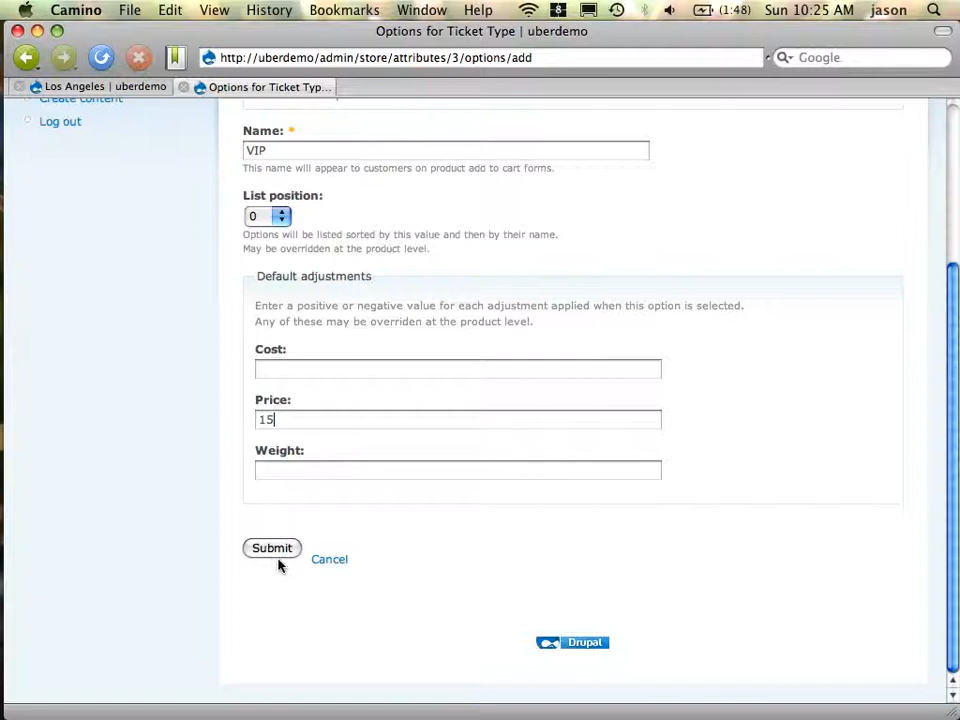 Camino File Edit View History Bookmarks Window Help 8 (1:48) Sun 10:25 AM jason
Options for Ticket Type | uberdemo
http://uberdemo/admin/store/attributes/3/options/add
Google
Los Angeles | uberdemo
Options for Ticket Typ...
Create content
Log out
Name: *
VIP
This name will appear to customers on product add to cart forms.
List position:
0
Options will be listed sorted by this value and then by their name.
May be overridden at the product level.
Default adjustments
Enter a positive or negative value for each adjustment applied when this option is selected.
Any of these may be overriden at the product level.
Cost:
Price:
15
Weight:
Submit
Cancel
Drupal